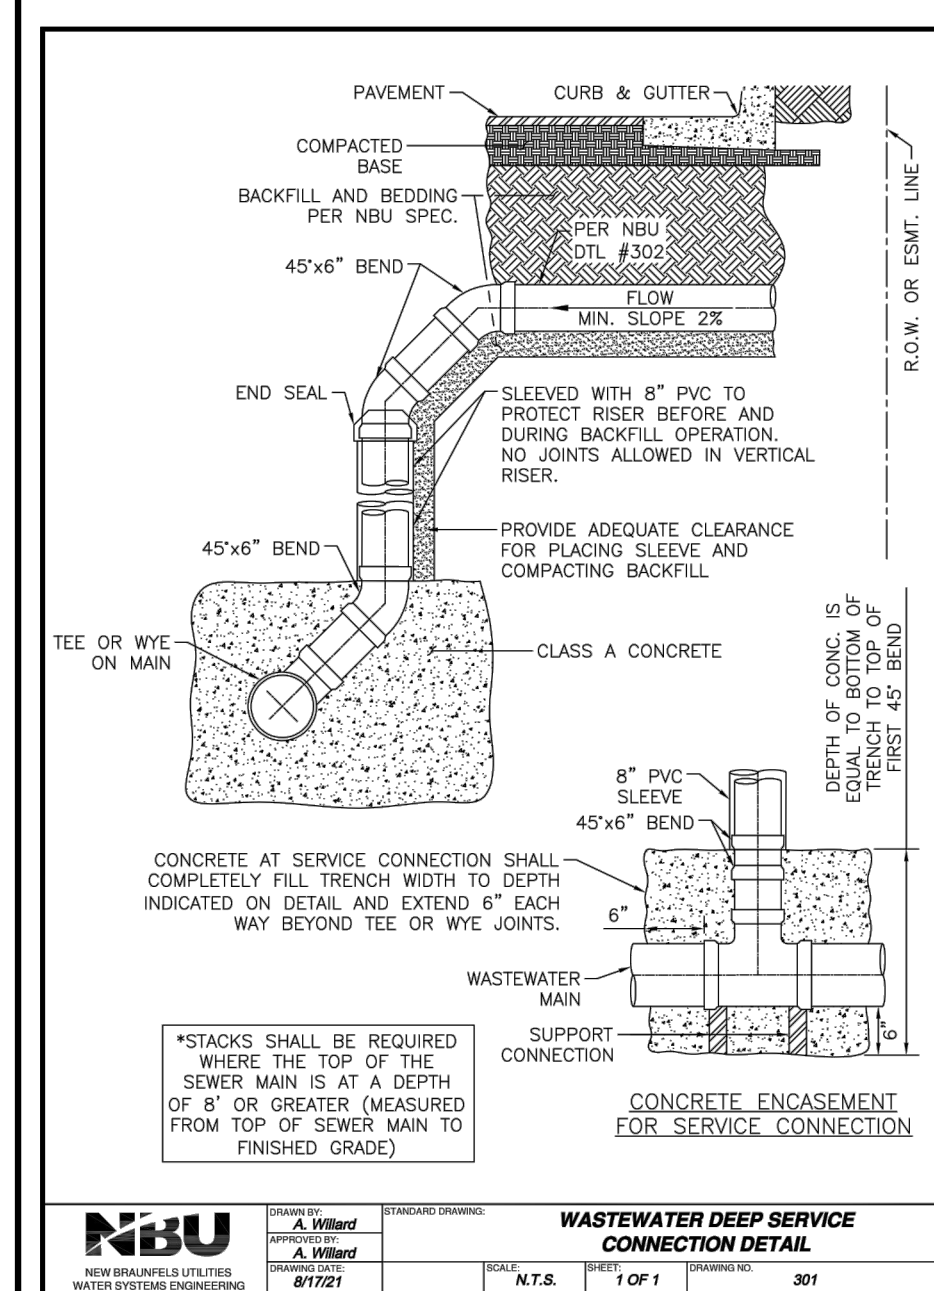 PAVEMENT
CURB & GUTTER
COMPACTED
BASE
BACKFILL AND BEDDING
PER NBU SPEC.
PER NBU
DTL #302
45°x6" BEND
FLOW
MIN. SLOPE 2%
R.O.W. OR ESMT. LINE
END SEAL
SLEEVED WITH 8" PVC TO
PROTECT RISER BEFORE AND
DURING BACKFILL OPERATION.
NO JOINTS ALLOWED IN VERTICAL
RISER.
PROVIDE ADEQUATE CLEARANCE
FOR PLACING SLEEVE AND
COMPACTING BACKFILL
45°x6" BEND
TEE OR WYE
ON MAIN
CLASS A CONCRETE
DEPTH OF CONC. IS
EQUAL TO BOTTOM OF
TRENCH TO TOP OF
FIRST 45° BEND
8" PVC
SLEEVE
45°x6" BEND
CONCRETE AT SERVICE CONNECTION SHALL
COMPLETELY FILL TRENCH WIDTH TO DEPTH
INDICATED ON DETAIL AND EXTEND 6" EACH
WAY BEYOND TEE OR WYE JOINTS.
6"
WASTEWATER
MAIN
SUPPORT
CONNECTION
6"
*STACKS SHALL BE REQUIRED
WHERE THE TOP OF THE
SEWER MAIN IS AT A DEPTH
OF 8' OR GREATER (MEASURED
FROM TOP OF SEWER MAIN TO
FINISHED GRADE)
CONCRETE ENCASEMENT
FOR SERVICE CONNECTION
NBU
NEW BRAUNFELS UTILITIES
WATER SYSTEMS ENGINEERING
DRAWN BY:
A. Willard
APPROVED BY:
A. Willard
DRAWING DATE:
8/17/21
STANDARD DRAWING:
WASTEWATER DEEP SERVICE
CONNECTION DETAIL
SCALE:
N.T.S.
SHEET:
1 OF 1
DRAWING NO.
301